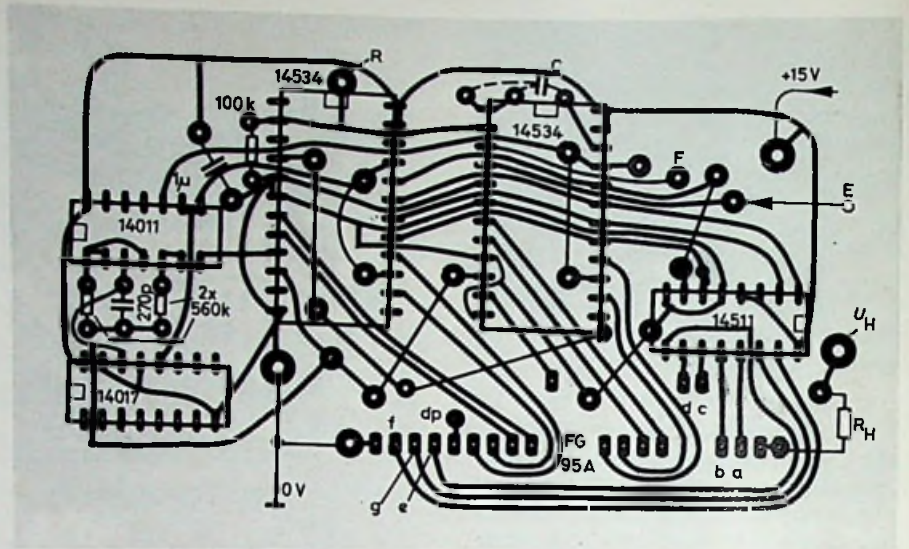 R
C
14534
+15V
100k
14534
F
1µ
E
14011
270p
2x
560k
14511
U_H
14017
d c
f
dp
FG
95A
R_H
b a
g
e
0V